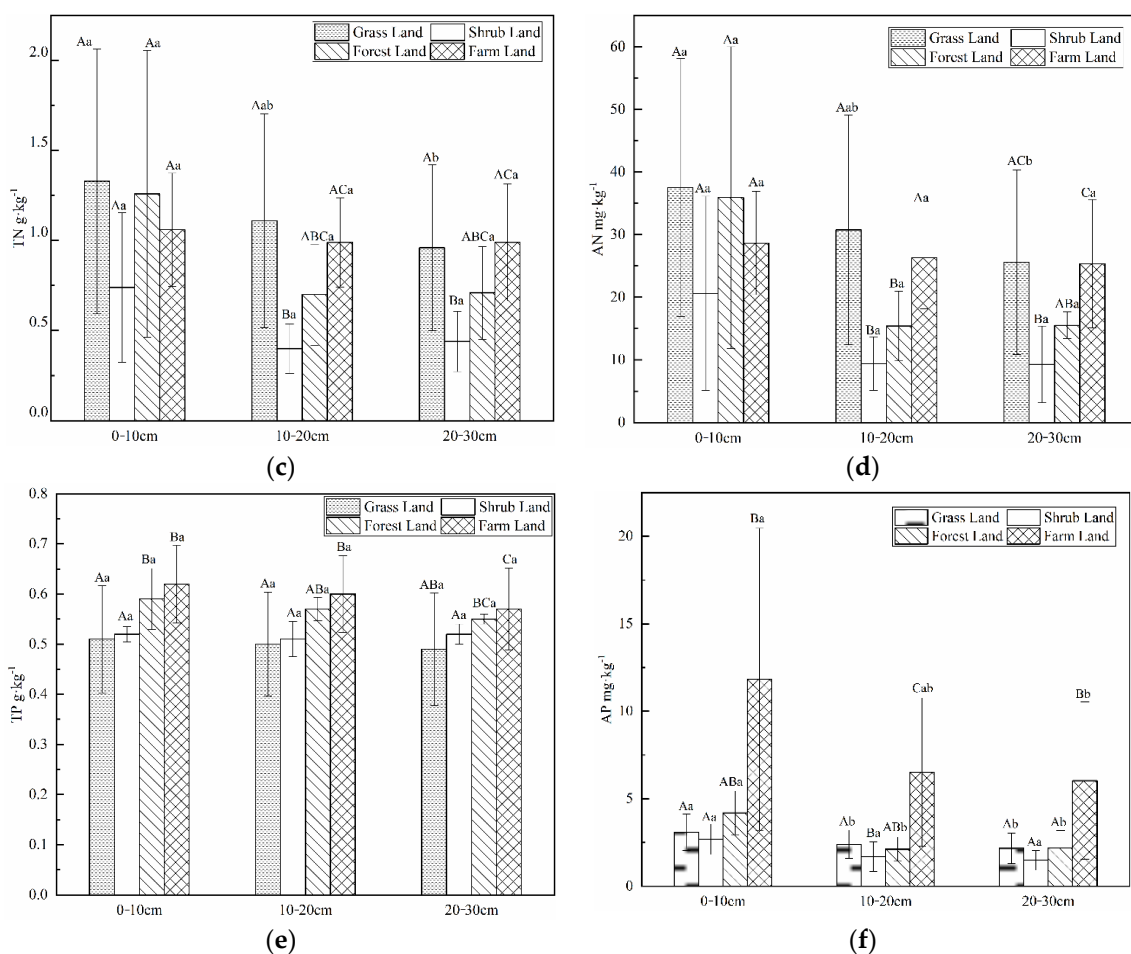 Grass Land Shrub Land
Forest Land Farm Land
TN g·kg⁻¹
2.0
1.5
1.0
0.5
0.0
Aa Aa Aa Aa
Aab Ba ABCa ACa
Ab Ba ABCa ACa
0-10cm 10-20cm 20-30cm
(c)
Grass Land Shrub Land
Forest Land Farm Land
AN mg·kg⁻¹
60
50
40
30
20
10
0
Aa Aa Aa Aa
Aab Ba Ba Aa
ACb Ba ABa Ca
0-10cm 10-20cm 20-30cm
(d)
Grass Land Shrub Land
Forest Land Farm Land
TP g·kg⁻¹
0.8
0.7
0.6
0.5
0.4
0.3
0.2
0.1
0.0
Aa Aa Ba Ba
Aa Aa ABa Ba
ABa Aa BCa Ca
0-10cm 10-20cm 20-30cm
(e)
Grass Land Shrub Land
Forest Land Farm Land
AP mg·kg⁻¹
20
15
10
5
0
Aa Aa ABa Ba
Ab Ba ABb Cab
Ab Aa Ab Bb
0-10cm 10-20cm 20-30cm
(f)